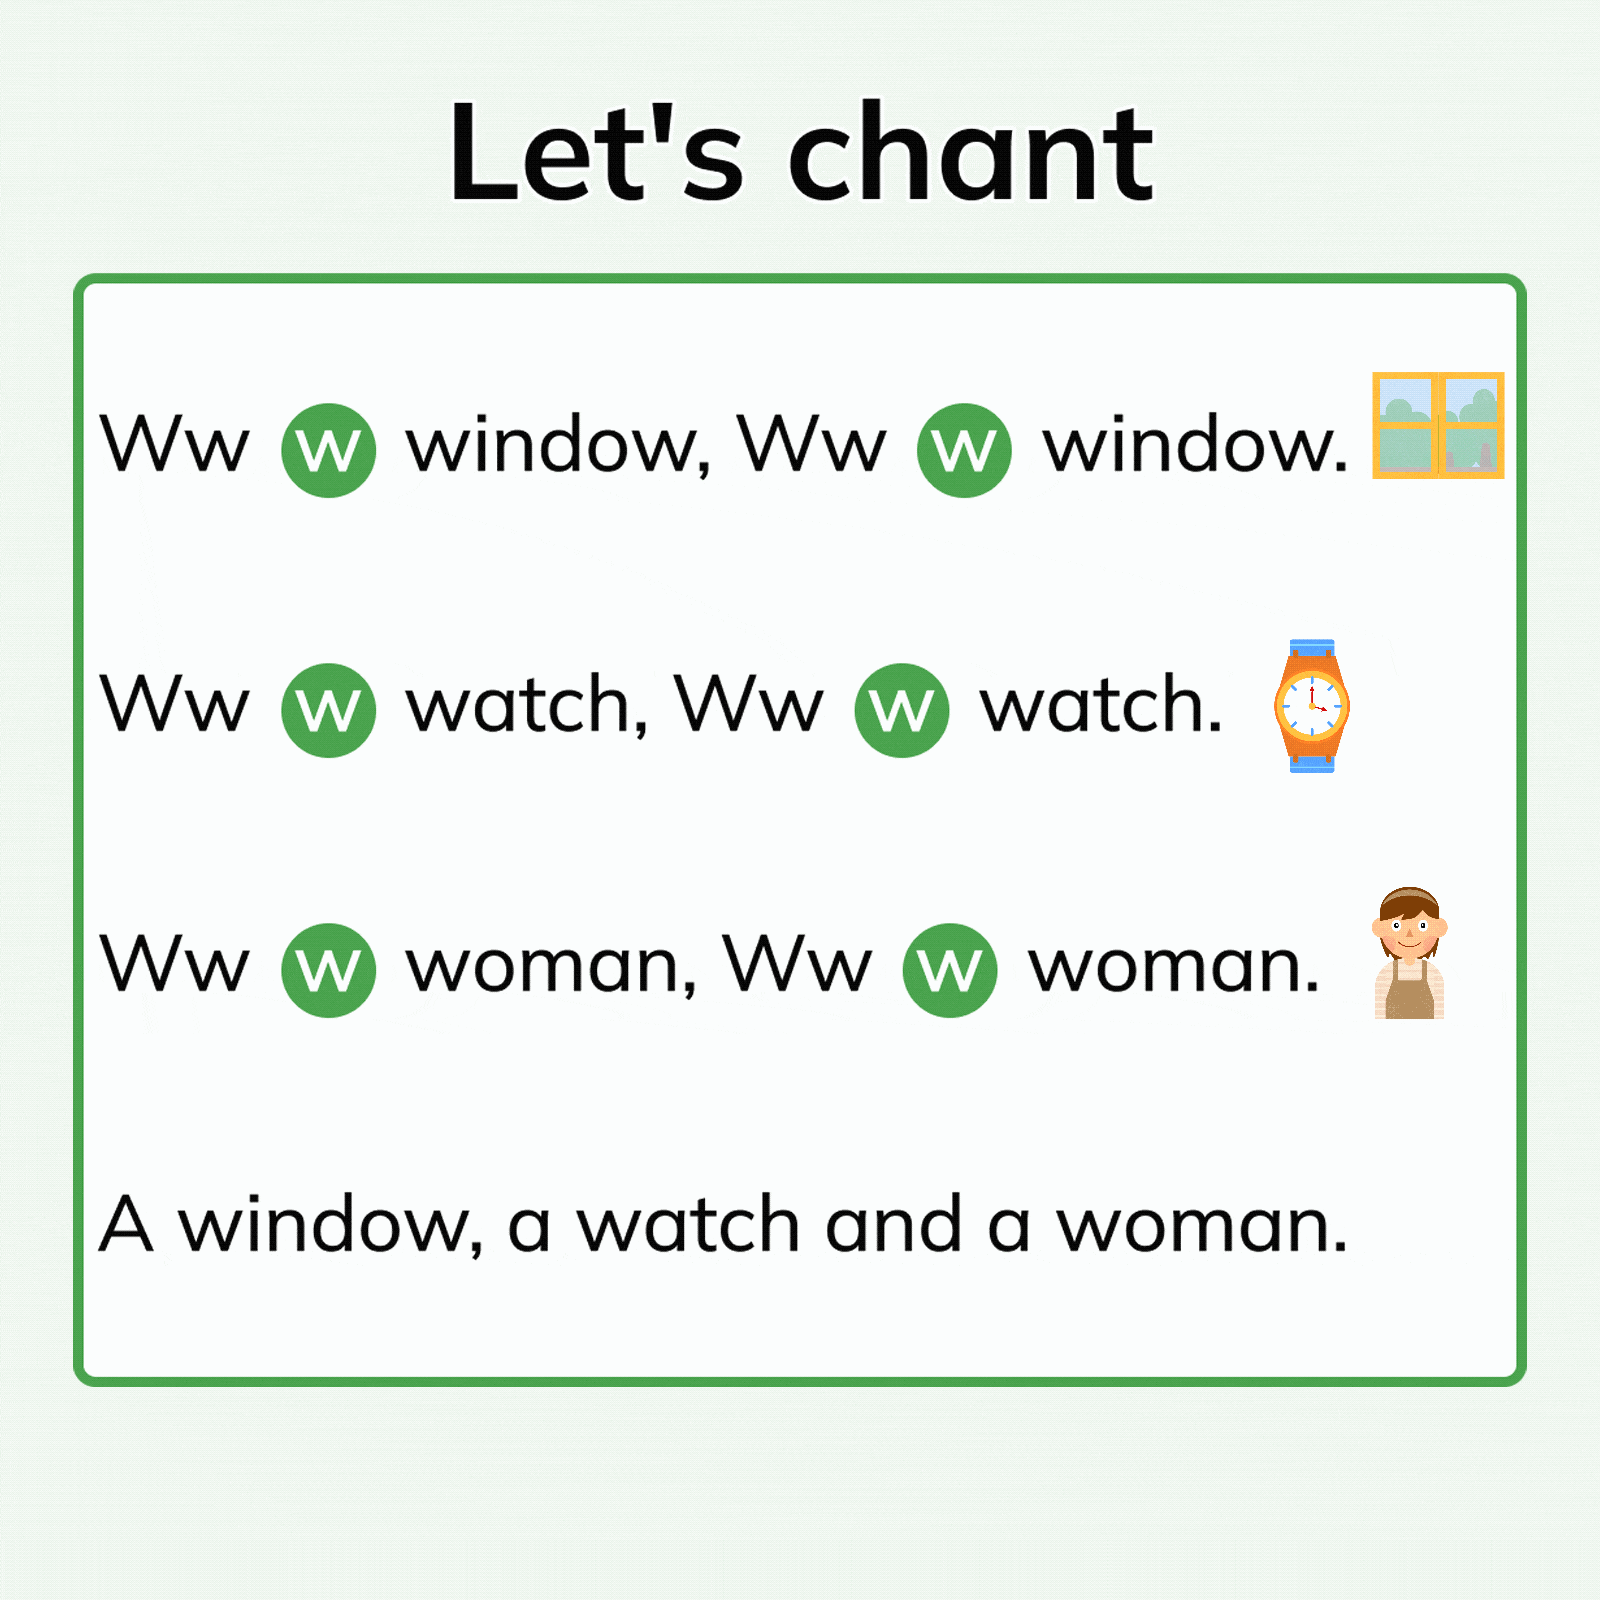 Let's chant
Ww w window, Ww w window.
Ww w watch, Ww w watch.
Ww w woman, Ww w woman.
A window, a watch and a woman.